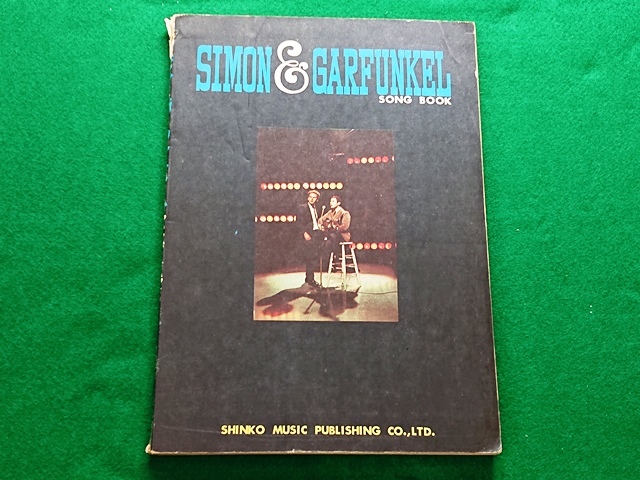 SIMON & GARFUNKEL
SONG BOOK
SHINKO MUSIC PUBLISHING CO.,LTD.